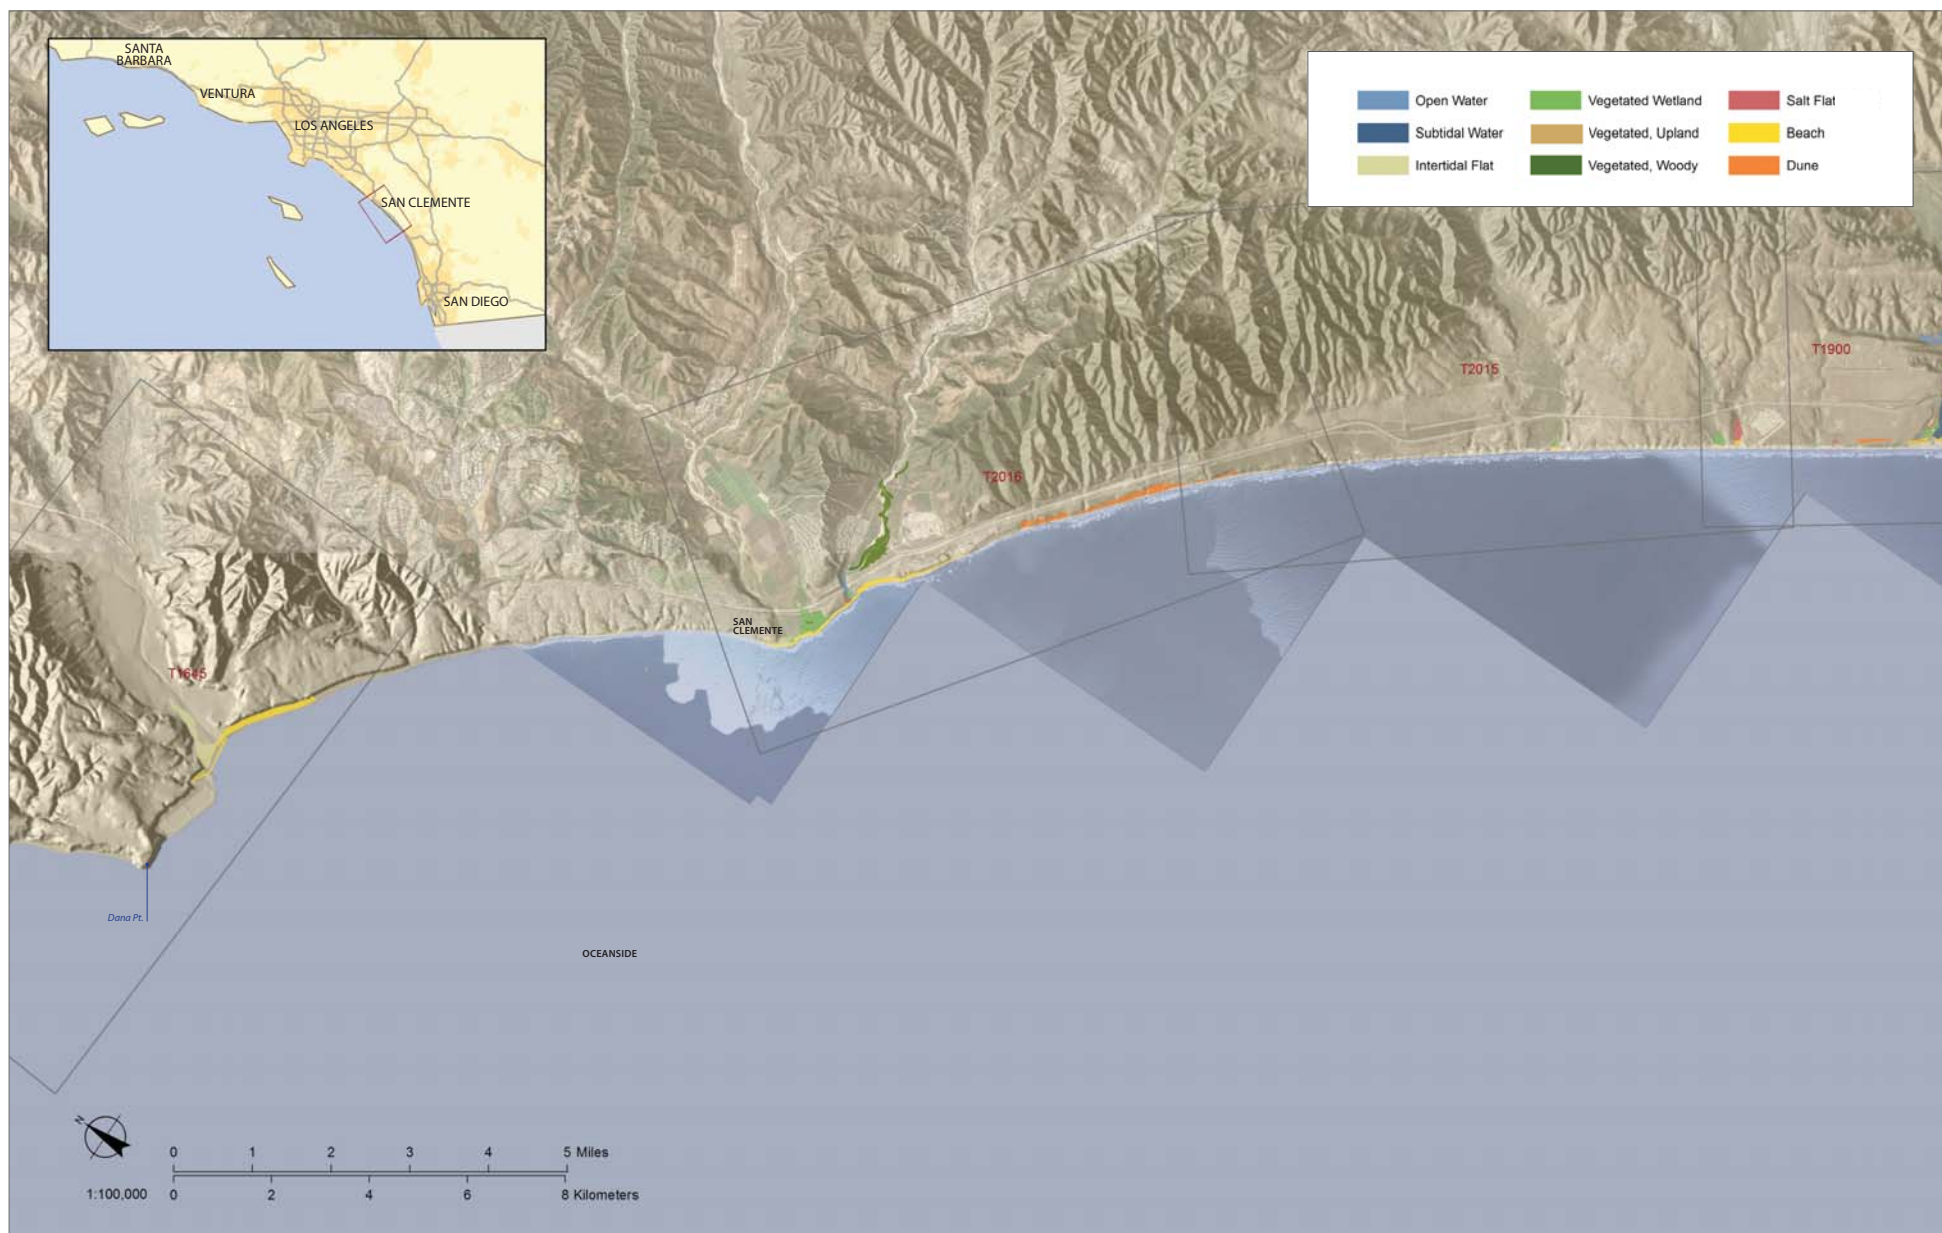 SANTA
BARBARA
VENTURA
LOS ANGELES
SAN CLEMENTE
SAN DIEGO
Open Water
Subtidal Water
Intertidal Flat
Vegetated Wetland
Vegetated, Upland
Vegetated, Woody
Salt Flat
Beach
Dune
T1900
T2015
T2016
SAN
CLEMENTE
T1645
Dana Pt.
OCEANSIDE
N
0 1 2 3 4 5 Miles
1:100,000 0 2 4 6 8 Kilometers